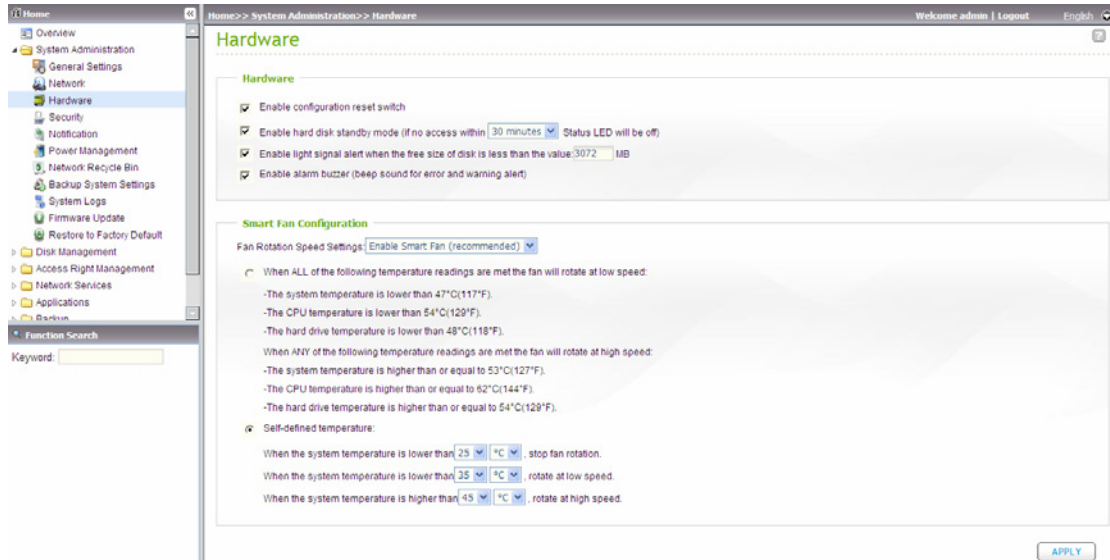 Home
Home>> System Administration>> Hardware
Welcome admin | Logout
English
Overview
System Administration
General Settings
Network
Hardware
Security
Notification
Power Management
Network Recycle Bin
Backup System Settings
System Logs
Firmware Update
Restore to Factory Default
Disk Management
Access Right Management
Network Services
Applications
Backup
Function Search
Keyword:
Hardware
Hardware
Enable configuration reset switch
Enable hard disk standby mode (if no access within 30 minutes Status LED will be off)
Enable light signal alert when the free size of disk is less than the value: 3072 MB
Enable alarm buzzer (beep sound for error and warning alert)
Smart Fan Configuration
Fan Rotation Speed Settings: Enable Smart Fan (recommended)
When ALL of the following temperature readings are met the fan will rotate at low speed:
-The system temperature is lower than 47°C(117°F).
-The CPU temperature is lower than 54°C(129°F).
-The hard drive temperature is lower than 48°C(118°F).
When ANY of the following temperature readings are met the fan will rotate at high speed:
-The system temperature is higher than or equal to 53°C(127°F).
-The CPU temperature is higher than or equal to 62°C(144°F).
-The hard drive temperature is higher than or equal to 54°C(129°F).
Self-defined temperature:
When the system temperature is lower than 25 °C , stop fan rotation.
When the system temperature is lower than 35 °C , rotate at low speed.
When the system temperature is higher than 45 °C , rotate at high speed.
APPLY